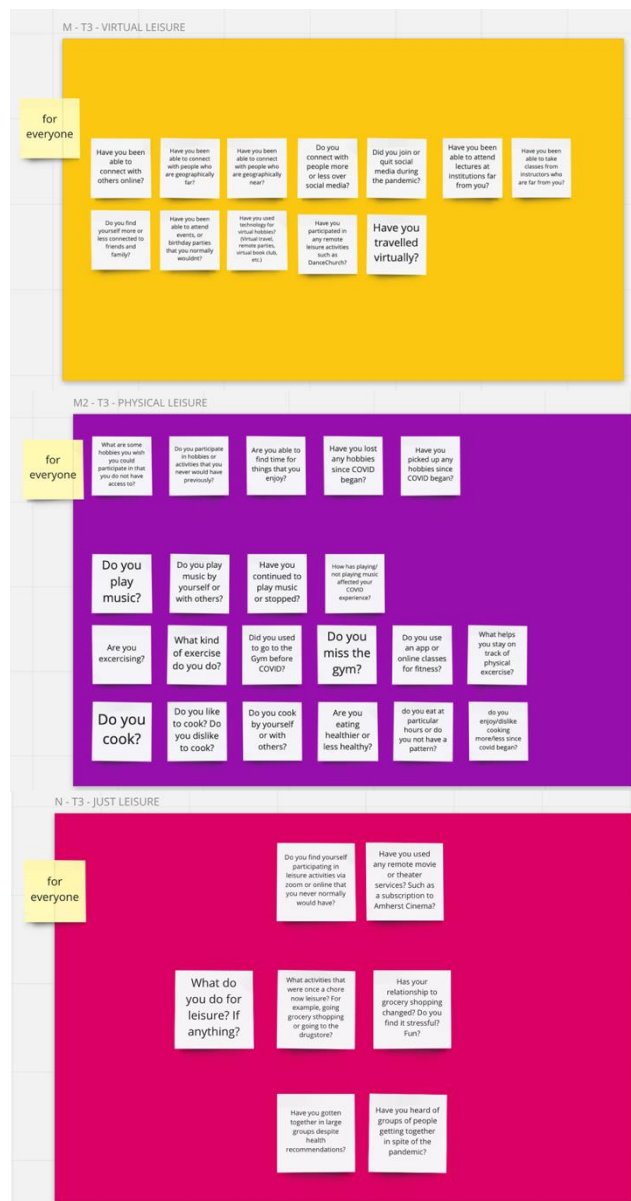 M - T3 - VIRTUAL LEISURE
for
everyone
Have you been
able to
connect with
others online?
Have you been
able to connect
with people who
are geographically
far?
Have you been
able to connect
with people who
are geographically
near?
Do you
connect with
people more
or less over
social media?
Did you join or
quit social
media during
the pandemic?
Have you been
able to attend
lectures at
institutions far
from you?
Have you been
able to take
classes from
instructors who
are far from you?
Do you find
yourself more or
less connected to
friends and
family?
Have you been
able to attend
events, or
birthday parties
that you normally
wouldnt?
Have you used
technology for
virtual hobbies?
(Virtual travel,
remote parties,
virtual book club,
etc.)
Have you
participated in
any remote
leisure activities
such as
DanceChurch?
Have you
travelled
virtually?
M2 - T3 - PHYSICAL LEISURE
for
everyone
What are some
hobbies you wish
you could
participate in that
you do not have
access to?
Do you participate
in hobbies or
activities that you
never would have
previously?
Are you able to
find time for
things that you
enjoy?
Have you lost
any hobbies
since COVID
began?
Have you
picked up any
hobbies since
COVID began?
Do you
play
music?
Do you play
music by
yourself or
with others?
Have you
continued to
play music
or stopped?
How has playing/
not playing music
affected your
COVID
experience?
Are you
excercising?
What kind
of exercise
do you do?
Did you used
to go to the
Gym before
COVID?
Do you
miss the
gym?
Do you use
an app or
online classes
for fitness?
What helps
you stay on
track of
physical
excercise?
Do you
cook?
Do you like
to cook? Do
you dislike
to cook?
Do you cook
by yourself
or with
others?
Are you
eating
healthier or
less healthy?
do you eat at
particular
hours or do
you not have a
pattern?
do you
enjoy/dislike
cooking
more/less since
covid began?
N - T3 - JUST LEISURE
for
everyone
Do you find yourself
participating in
leisure activities via
zoom or online that
you never normally
would have?
Have you used
any remote movie
or theater
services? Such as
a subscription to
Amherst Cinema?
What do
you do for
leisure? If
anything?
What activities that
were once a chore
now leisure? For
example, going
grocery sthopping
or going to the
drugstore?
Has your
relationship to
grocery shopping
changed? Do you
find it stressful?
Fun?
Have you gotten
together in large
groups despite
health
recommendations?
Have you heard of
groups of people
getting together
in spite of the
pandemic?